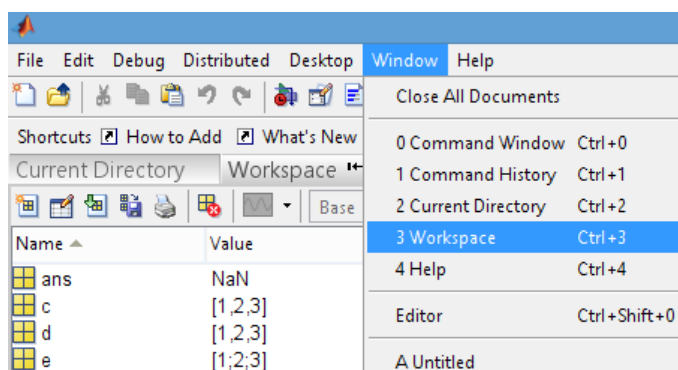 File Edit Debug Distributed Desktop Window Help
Close All Documents
Shortcuts How to Add What's New
0 Command Window Ctrl+0
Current Directory Workspace
1 Command History Ctrl+1
Base
2 Current Directory Ctrl+2
Name Value
3 Workspace Ctrl+3
ans NaN
4 Help Ctrl+4
c [1,2,3]
Editor Ctrl+Shift+0
d [1,2,3]
e [1;2;3]
A Untitled